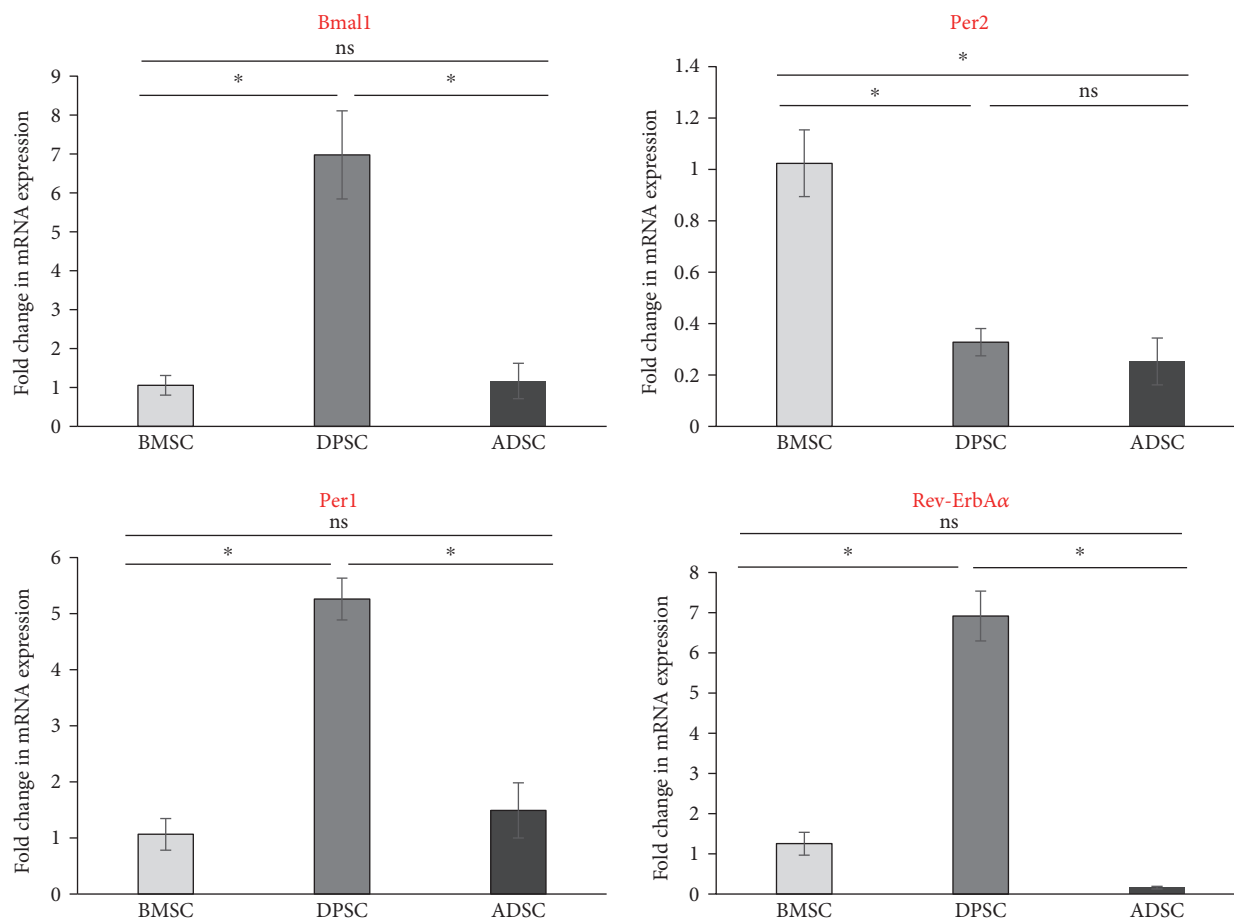 Bmal1
ns
* *
9
8
7
6
5
4
3
2
1
0
Fold change in mRNA expression
BMSC DPSC ADSC
Per2
*
* ns
1.4
1.2
1
0.8
0.6
0.4
0.2
0
Fold change in mRNA expression
BMSC DPSC ADSC
Per1
ns
* *
6
5
4
3
2
1
0
Fold change in mRNA expression
BMSC DPSC ADSC
Rev-ErbAα
ns
* *
8
7
6
5
4
3
2
1
0
Fold change in mRNA expression
BMSC DPSC ADSC